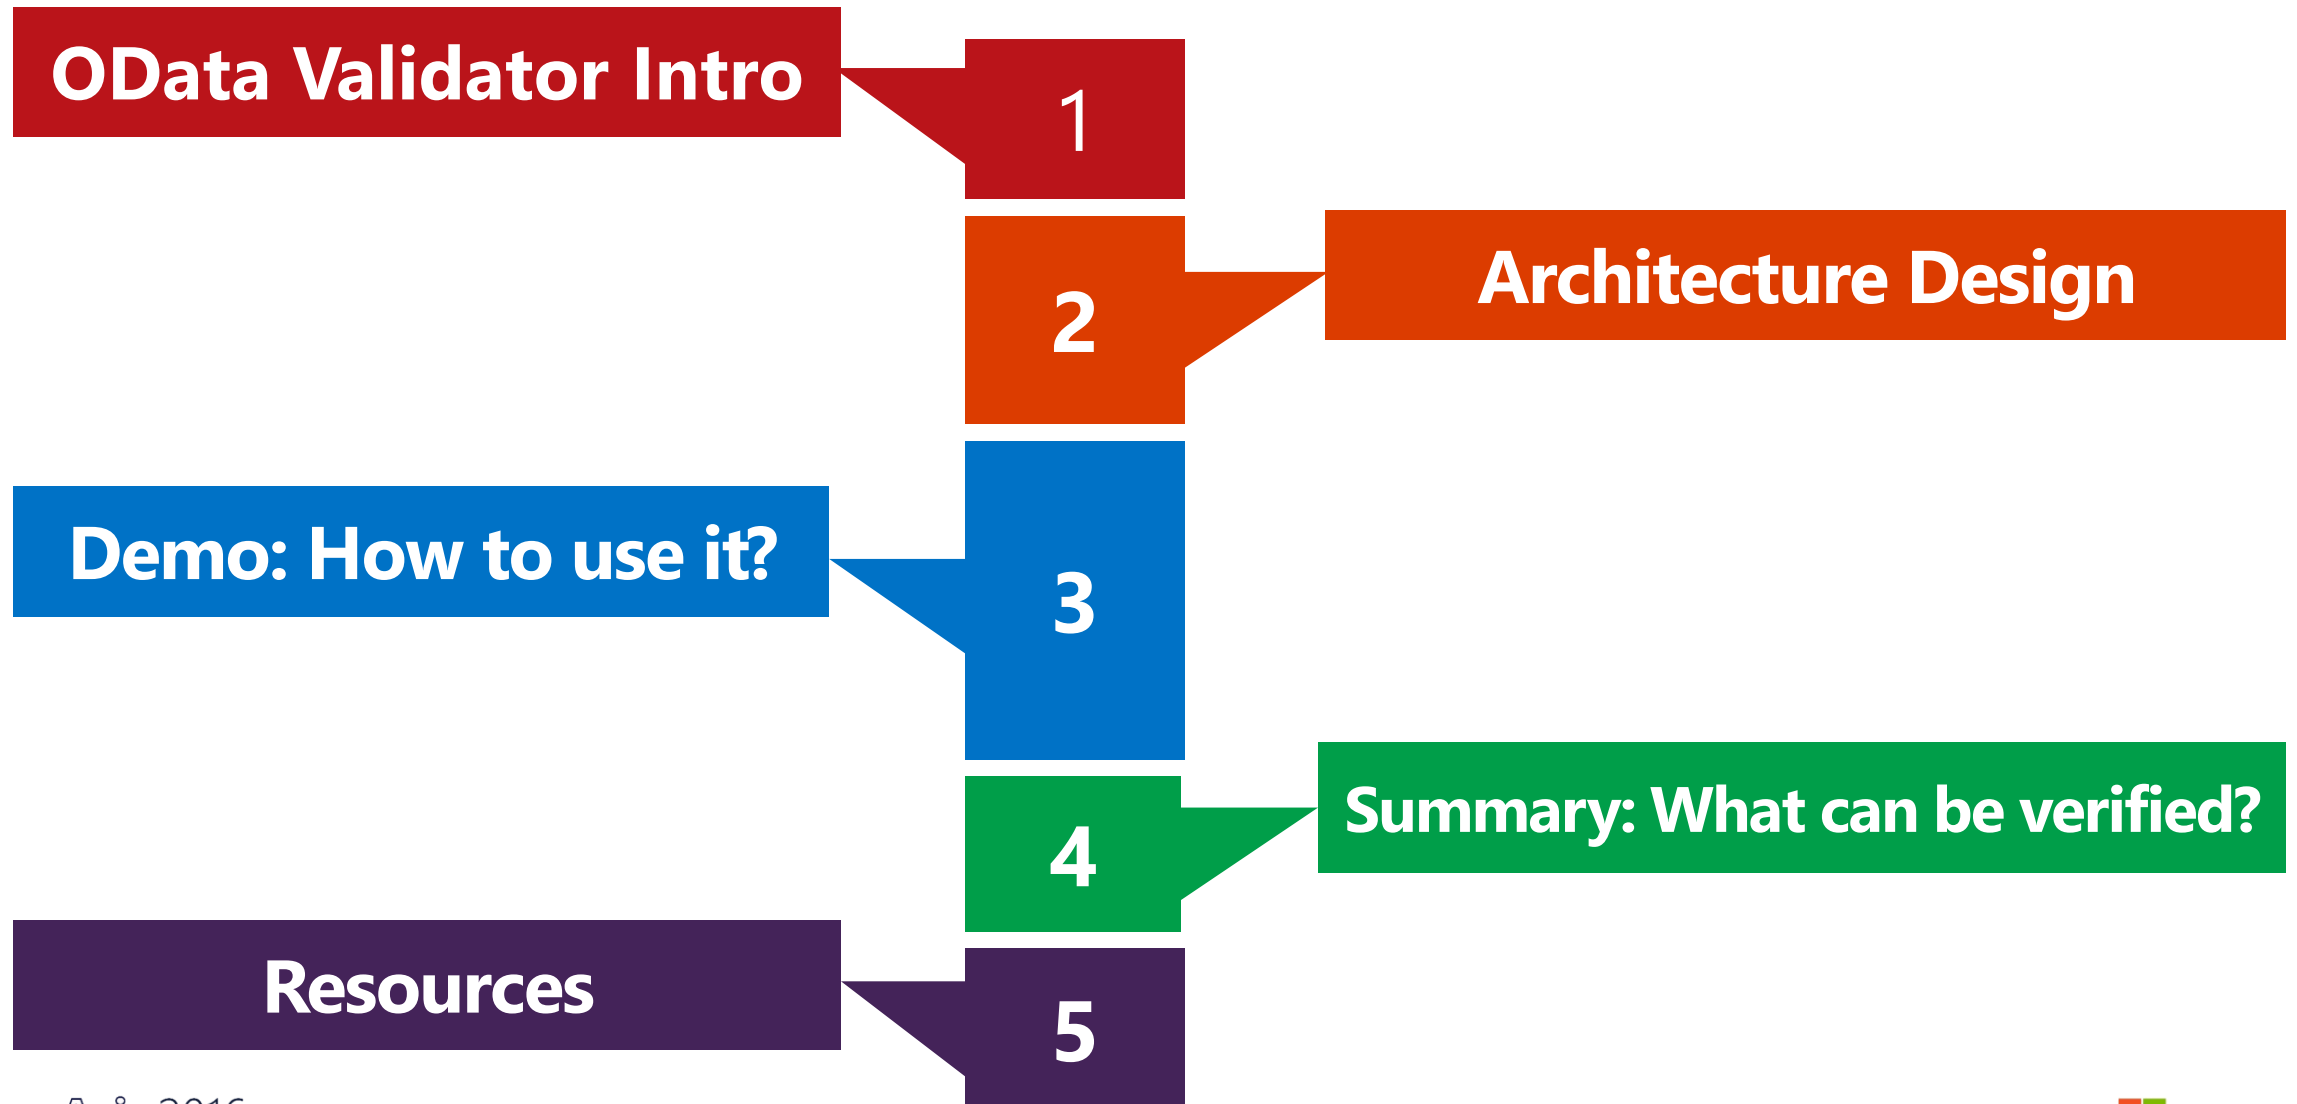 OData Validator Intro
1
2
Architecture Design
Demo: How to use it?
3
Summary: What can be verified?
4
Resources
5
2016